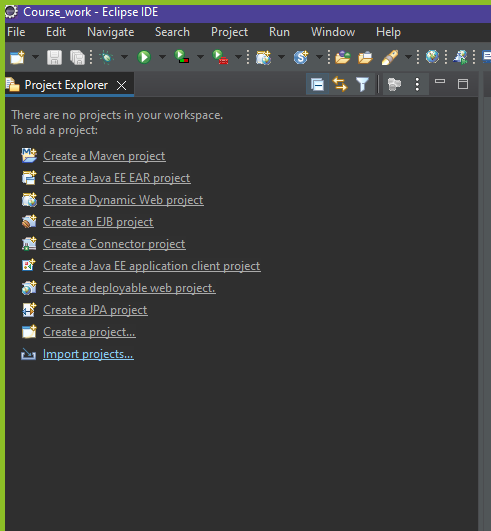 Course_work - Eclipse IDE
File Edit Navigate Search Project Run Window Help
Project Explorer
There are no projects in your workspace.
To add a project:
Create a Maven project
Create a Java EE EAR project
Create a Dynamic Web project
Create an EJB project
Create a Connector project
Create a Java EE application client project
Create a deployable web project.
Create a JPA project
Create a project...
Import projects...